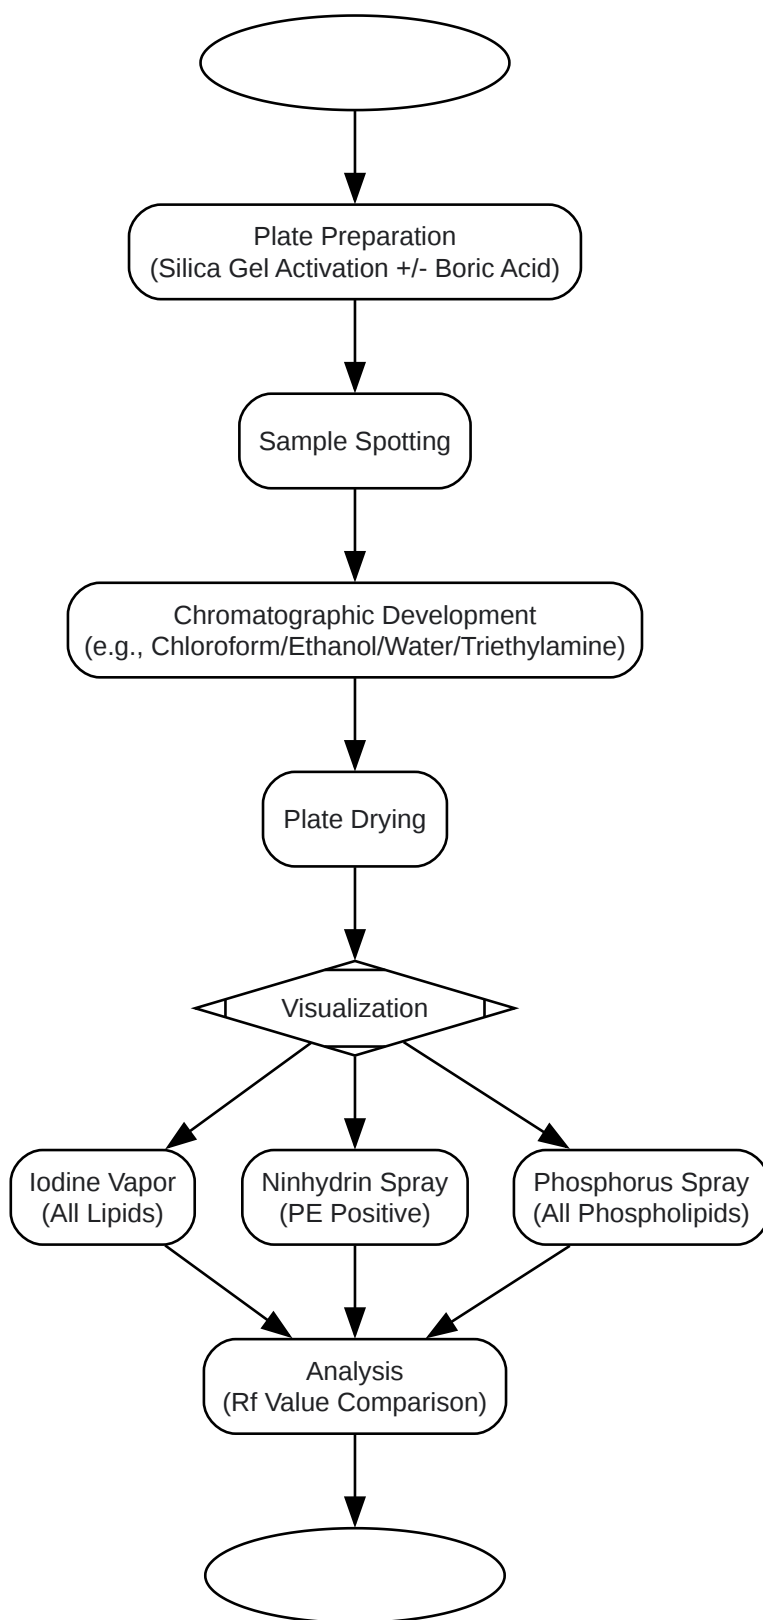 Plate Preparation
(Silica Gel Activation +/- Boric Acid)
Sample Spotting
Chromatographic Development
(e.g., Chloroform/Ethanol/Water/Triethylamine)
Plate Drying
Visualization
Iodine Vapor
(All Lipids)
Ninhydrin Spray
(PE Positive)
Phosphorus Spray
(All Phospholipids)
Analysis
(Rf Value Comparison)